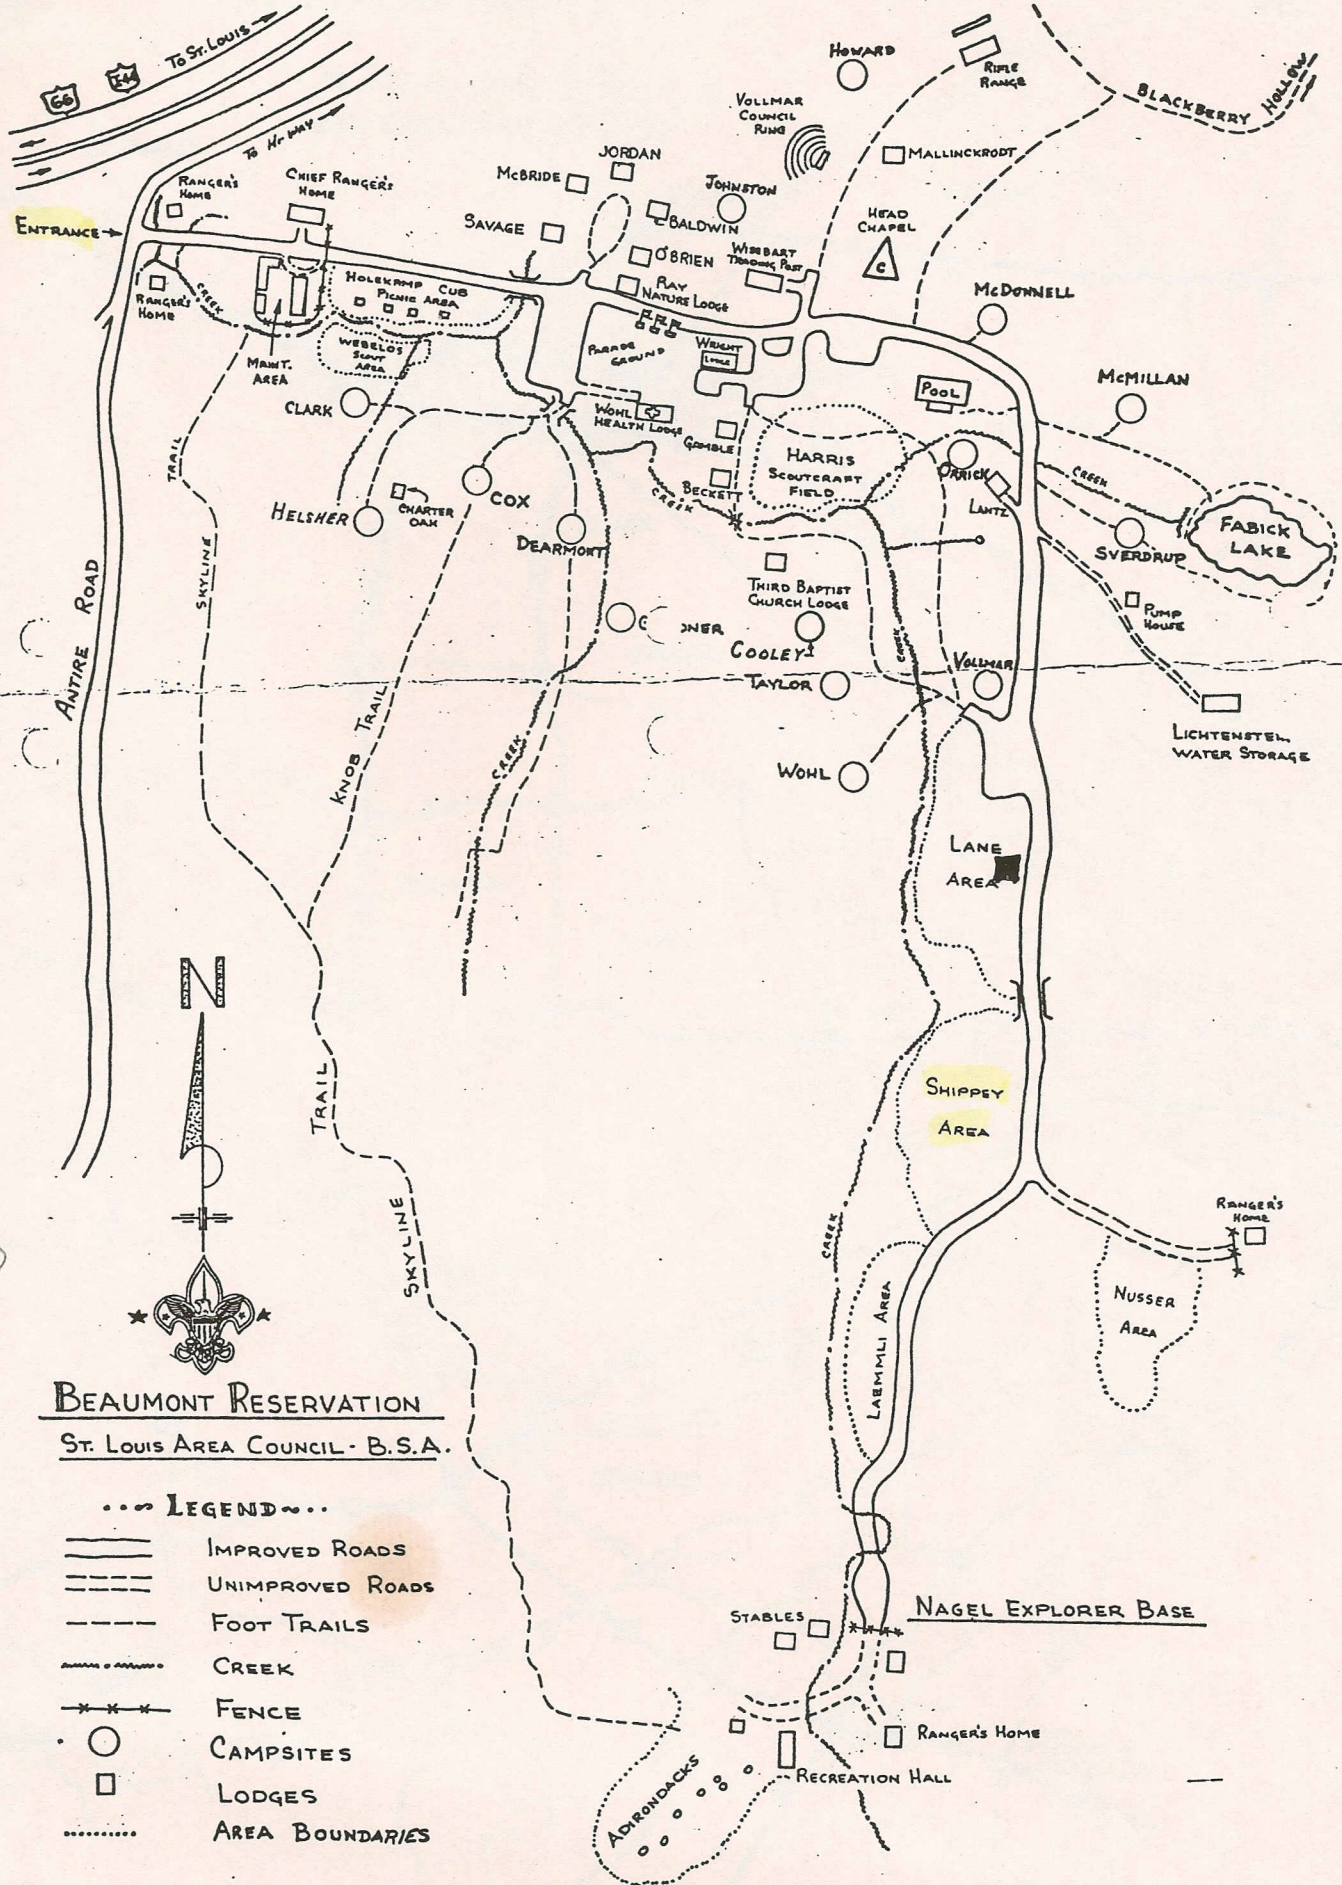 66
I-44
TO ST. LOUIS
TO HI-WAY
HOWARD
RIFLE
RANGE
BLACKBERRY HOLLOW
VOLLMAR
COUNCIL
RING
MALLINCKRODT
JORDAN
MCBRIDE
JOHNSTON
RANGER'S
HOME
CHIEF RANGER'S
HOME
ENTRANCE
SAVAGE
BALDWIN
HEAD
CHAPEL
C
O'BRIEN
TRADING POST
RAY
NATURE LODGE
RANGER'S
HOME
CREEK
HOLEKAMP CUB
PICNIC AREA
MCDONNELL
WEBELOS
SCOUT
AREA
PARADE
GROUND
WRIGHT
LODGE
MAINT.
AREA
POOL
MCMILLAN
CLARK
WOHL
HEALTH LODGE
GAMBLE
HARRIS
SCOUTCRAFT
FIELD
ORRICK
LANTZ
CREEK
TRAIL
HELSHER
CHARTER
OAK
COX
BECKETT
CREEK
FABICK
LAKE
DEARMONT
SVERDRUP
SKYLINE
THIRD BAPTIST
CHURCH LODGE
PUMP
HOUSE
G
NER
COOLEY
CREEK
VOLLMAR
TAYLOR
ANTIRE ROAD
LICHTENSTEIN
WATER STORAGE
KNOB TRAIL
CREEK
WOHL
LANE
AREA
N
TRAIL
SHIPPEY
AREA
SKYLINE
CREEK
RANGER'S
HOME
NUSSER
AREA
LAEMMLI AREA
BEAUMONT RESERVATION
ST. LOUIS AREA COUNCIL - B.S.A.
LEGEND
IMPROVED ROADS
UNIMPROVED ROADS
FOOT TRAILS
CREEK
FENCE
CAMPSITES
LODGES
AREA BOUNDARIES
STABLES
NAGEL EXPLORER BASE
RANGER'S HOME
RECREATION HALL
ADIRONDACKS